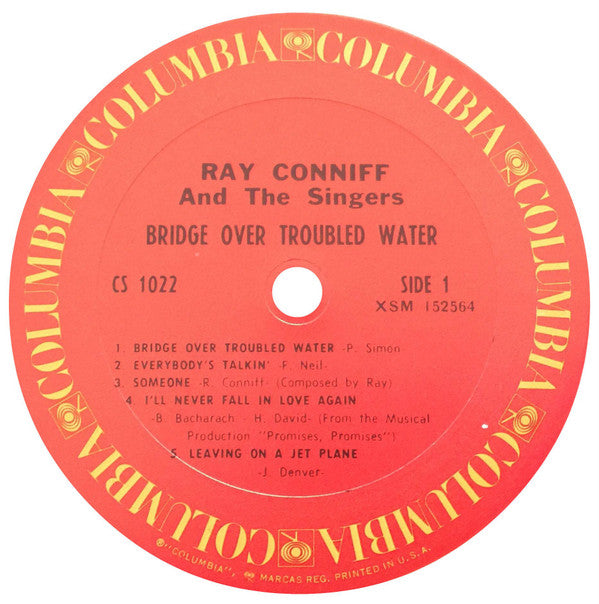 COLUMBIA COLUMBIA COLUMBIA COLUMBIA COLUMBIA COLUMBIA
RAY CONNIFF
And The Singers
BRIDGE OVER TROUBLED WATER
CS 1022
SIDE 1
XSM 152564
1. BRIDGE OVER TROUBLED WATER -P. Simon-
2. EVERYBODY'S TALKIN' -F. Neil-
3. SOMEONE -R. Conniff- (Composed by Ray)
4. I'LL NEVER FALL IN LOVE AGAIN
-B. Bacharach - H. David- (From the Musical
Production "Promises, Promises")
5. LEAVING ON A JET PLANE
-J. Denver-
® "COLUMBIA", MARCAS REG. PRINTED IN U.S.A.